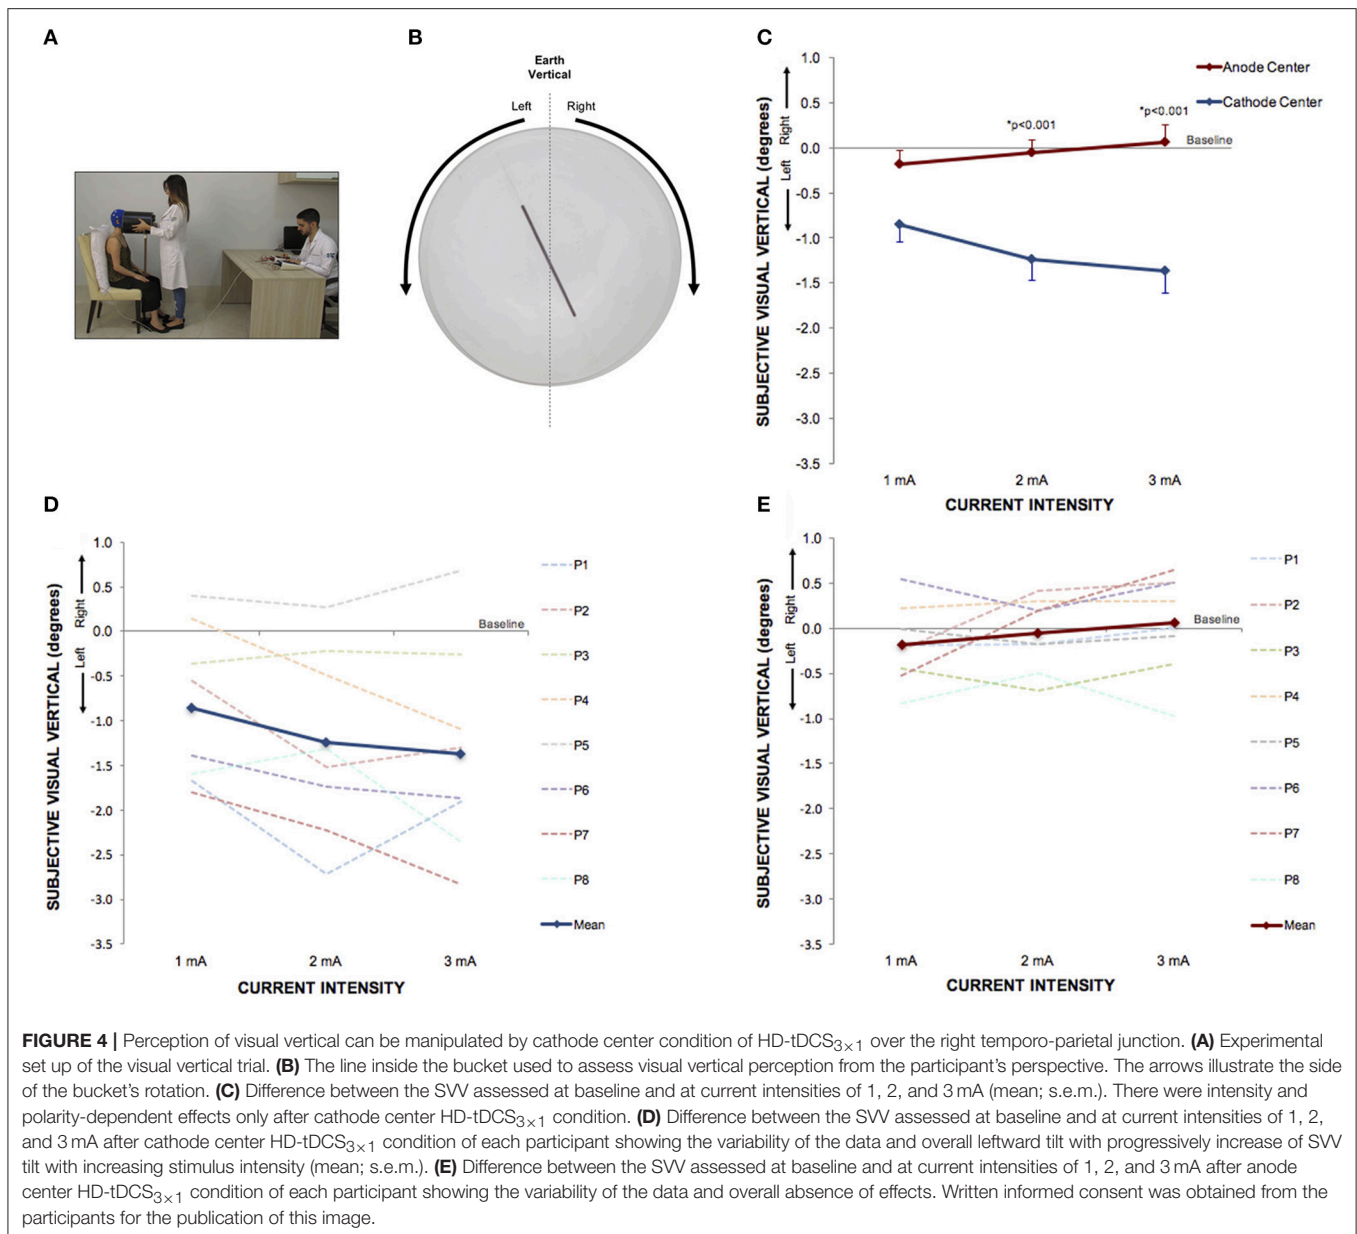 A
B
Earth
Vertical
Left
Right
C
1.0
0.5
0.0
-0.5
-1.0
-1.5
-2.0
-2.5
-3.0
-3.5
SUBJECTIVE VISUAL VERTICAL (degrees)
Right
Left
Anode Center
Cathode Center
*p<0.001
*p<0.001
Baseline
1 mA
2 mA
3 mA
CURRENT INTENSITY
D
1.0
0.5
0.0
-0.5
-1.0
-1.5
-2.0
-2.5
-3.0
-3.5
SUBJECTIVE VISUAL VERTICAL (degrees)
Right
Left
Baseline
P1
P2
P3
P4
P5
P6
P7
P8
Mean
1 mA
2 mA
3 mA
CURRENT INTENSITY
E
1.0
0.5
0.0
-0.5
-1.0
-1.5
-2.0
-2.5
-3.0
-3.5
SUBJECTIVE VISUAL VERTICAL (degrees)
Right
Left
Baseline
P1
P2
P3
P4
P5
P6
P7
P8
Mean
1 mA
2 mA
3 mA
CURRENT INTENSITY
FIGURE 4 | Perception of visual vertical can be manipulated by cathode center condition of HD-tDCS3×1 over the right temporo-parietal junction. (A) Experimental
set up of the visual vertical trial. (B) The line inside the bucket used to assess visual vertical perception from the participant's perspective. The arrows illustrate the side
of the bucket's rotation. (C) Difference between the SVV assessed at baseline and at current intensities of 1, 2, and 3 mA (mean; s.e.m.). There were intensity and
polarity-dependent effects only after cathode center HD-tDCS3×1 condition. (D) Difference between the SVV assessed at baseline and at current intensities of 1, 2,
and 3 mA after cathode center HD-tDCS3×1 condition of each participant showing the variability of the data and overall leftward tilt with progressively increase of SVV
tilt with increasing stimulus intensity (mean; s.e.m.). (E) Difference between the SVV assessed at baseline and at current intensities of 1, 2, and 3 mA after anode
center HD-tDCS3×1 condition of each participant showing the variability of the data and overall absence of effects. Written informed consent was obtained from the
participants for the publication of this image.